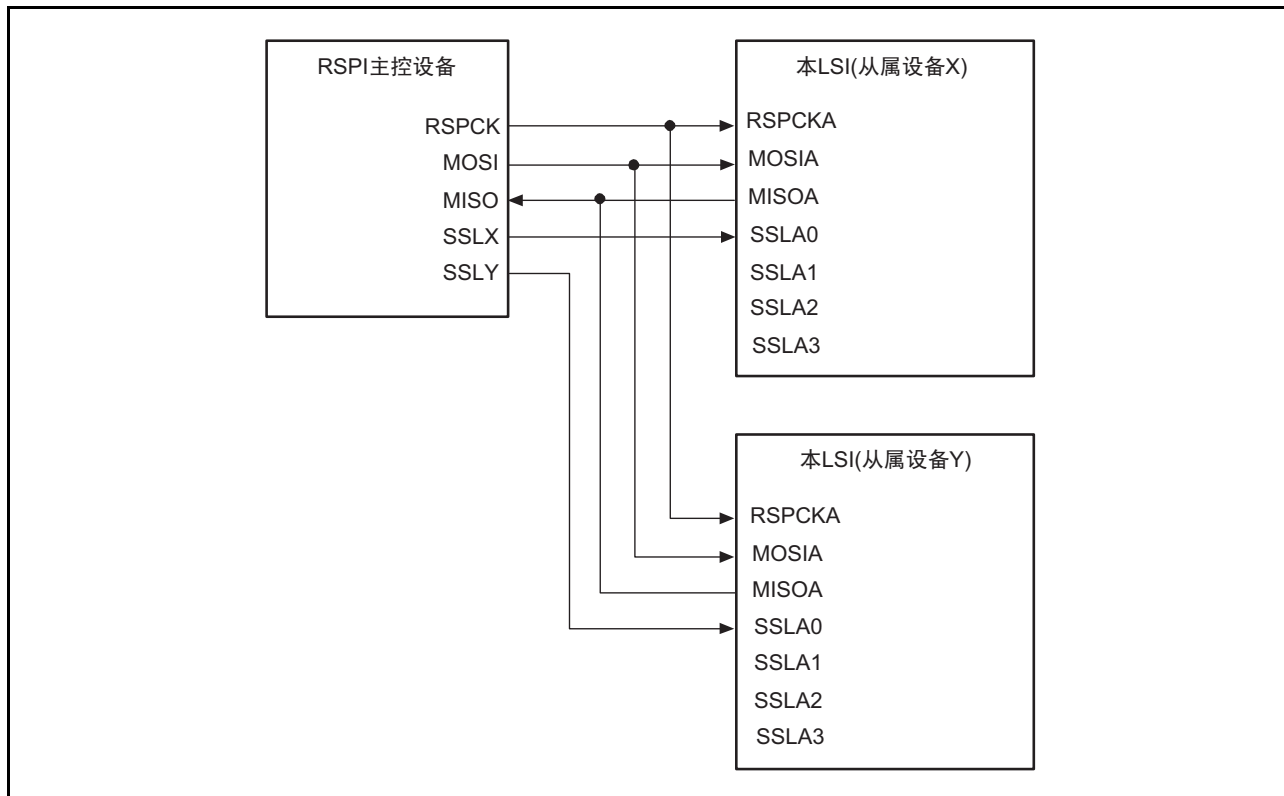 RSPI主控设备
RSPCK
MOSI
MISO
SSLX
SSLY
本LSI(从属设备X)
RSPCKA
MOSIA
MISOA
SSLA0
SSLA1
SSLA2
SSLA3
本LSI(从属设备Y)
RSPCKA
MOSIA
MISOA
SSLA0
SSLA1
SSLA2
SSLA3